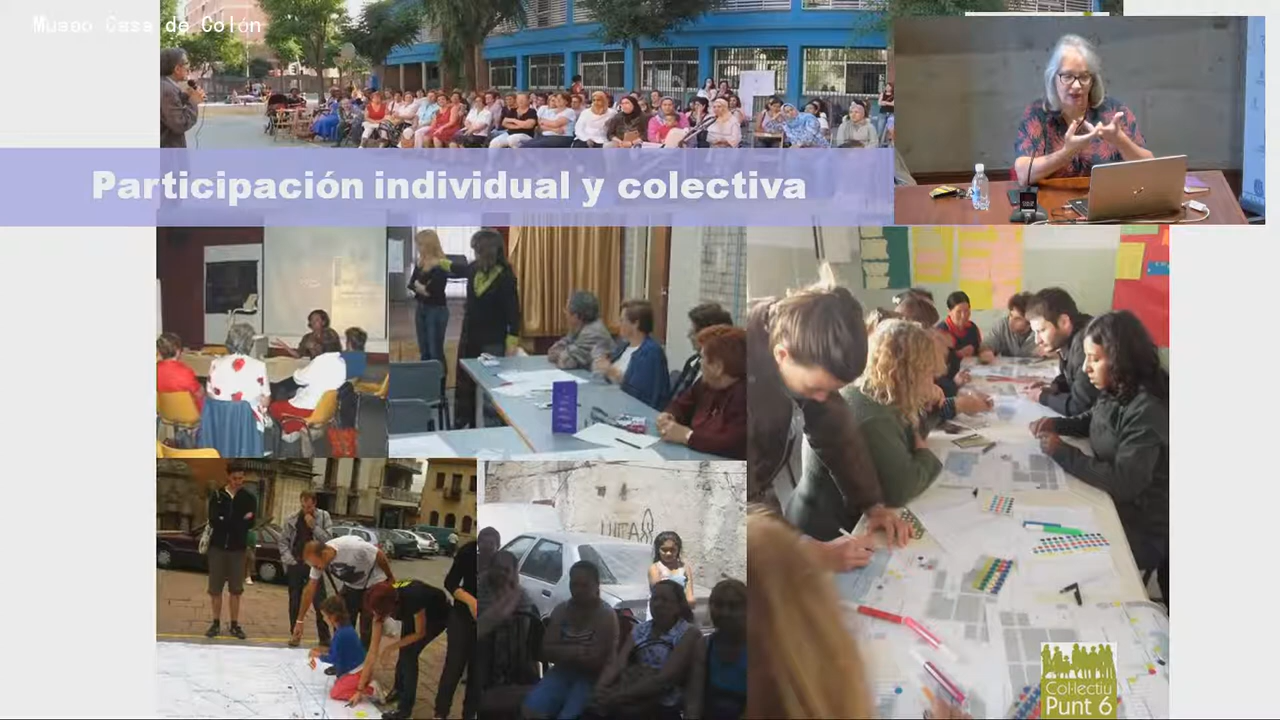 Museo Casa de Colón
Participación individual y colectiva
Col·lectiu
Punt 6